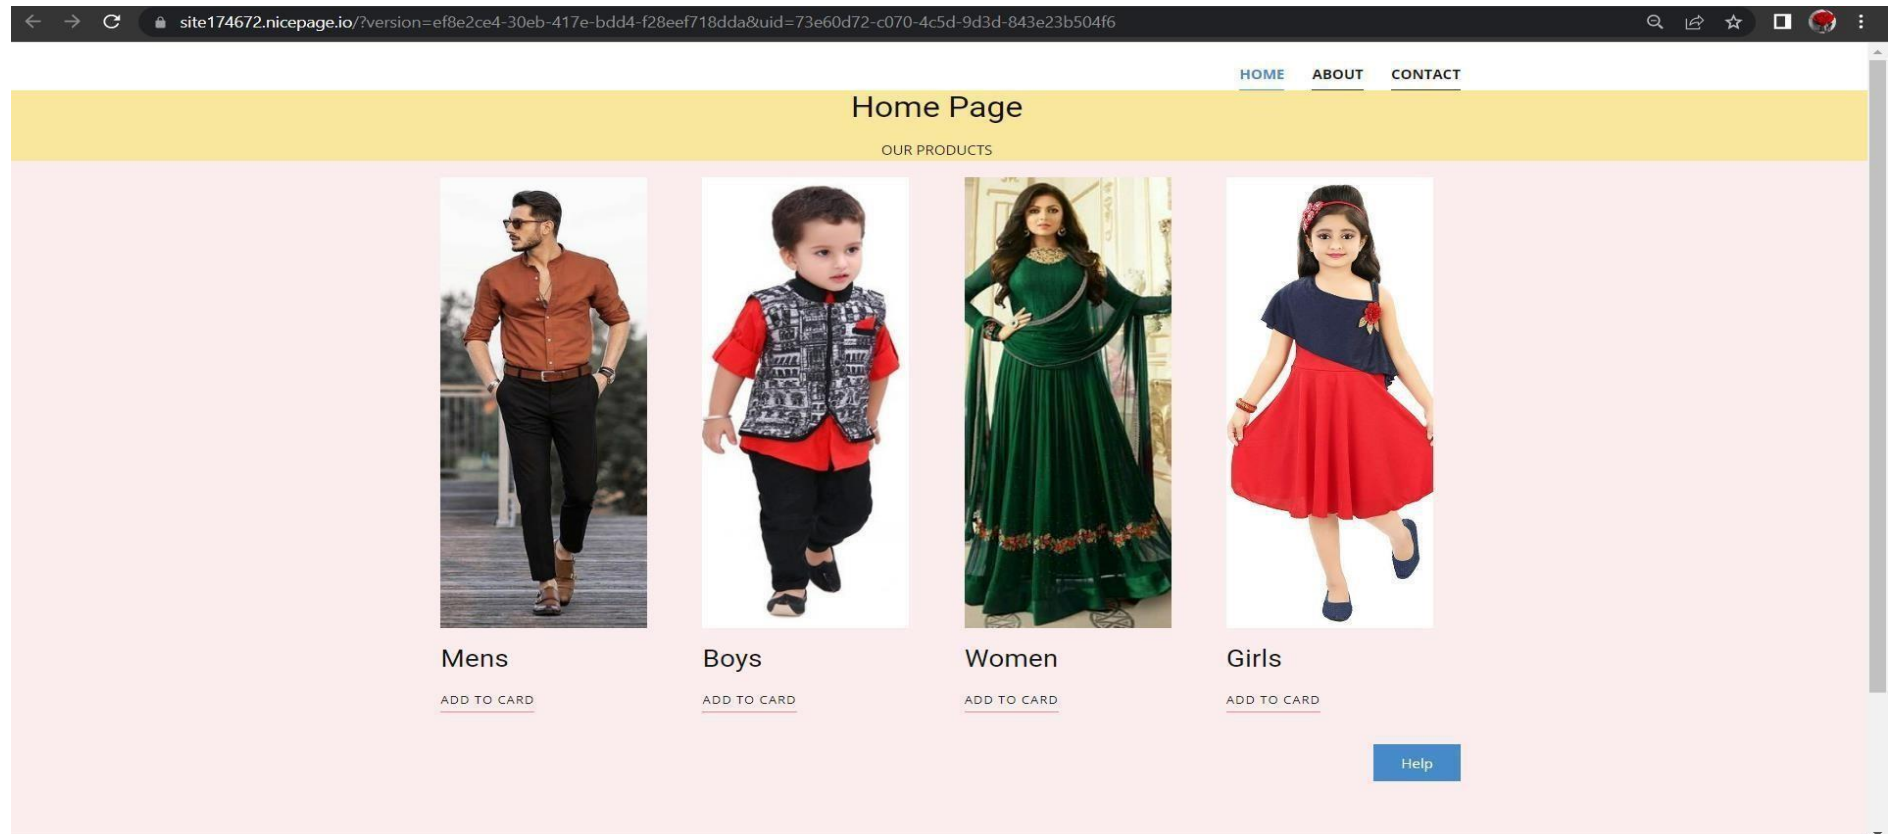 site174672.nicepage.io/?version=ef8e2ce4-30eb-417e-bdd4-f28eef718dda&uid=73e60d72-c070-4c5d-9d3d-843e23b504f6
HOME ABOUT CONTACT
Home Page
OUR PRODUCTS
Mens Boys Women Girls
ADD TO CARD ADD TO CARD ADD TO CARD ADD TO CARD
Help